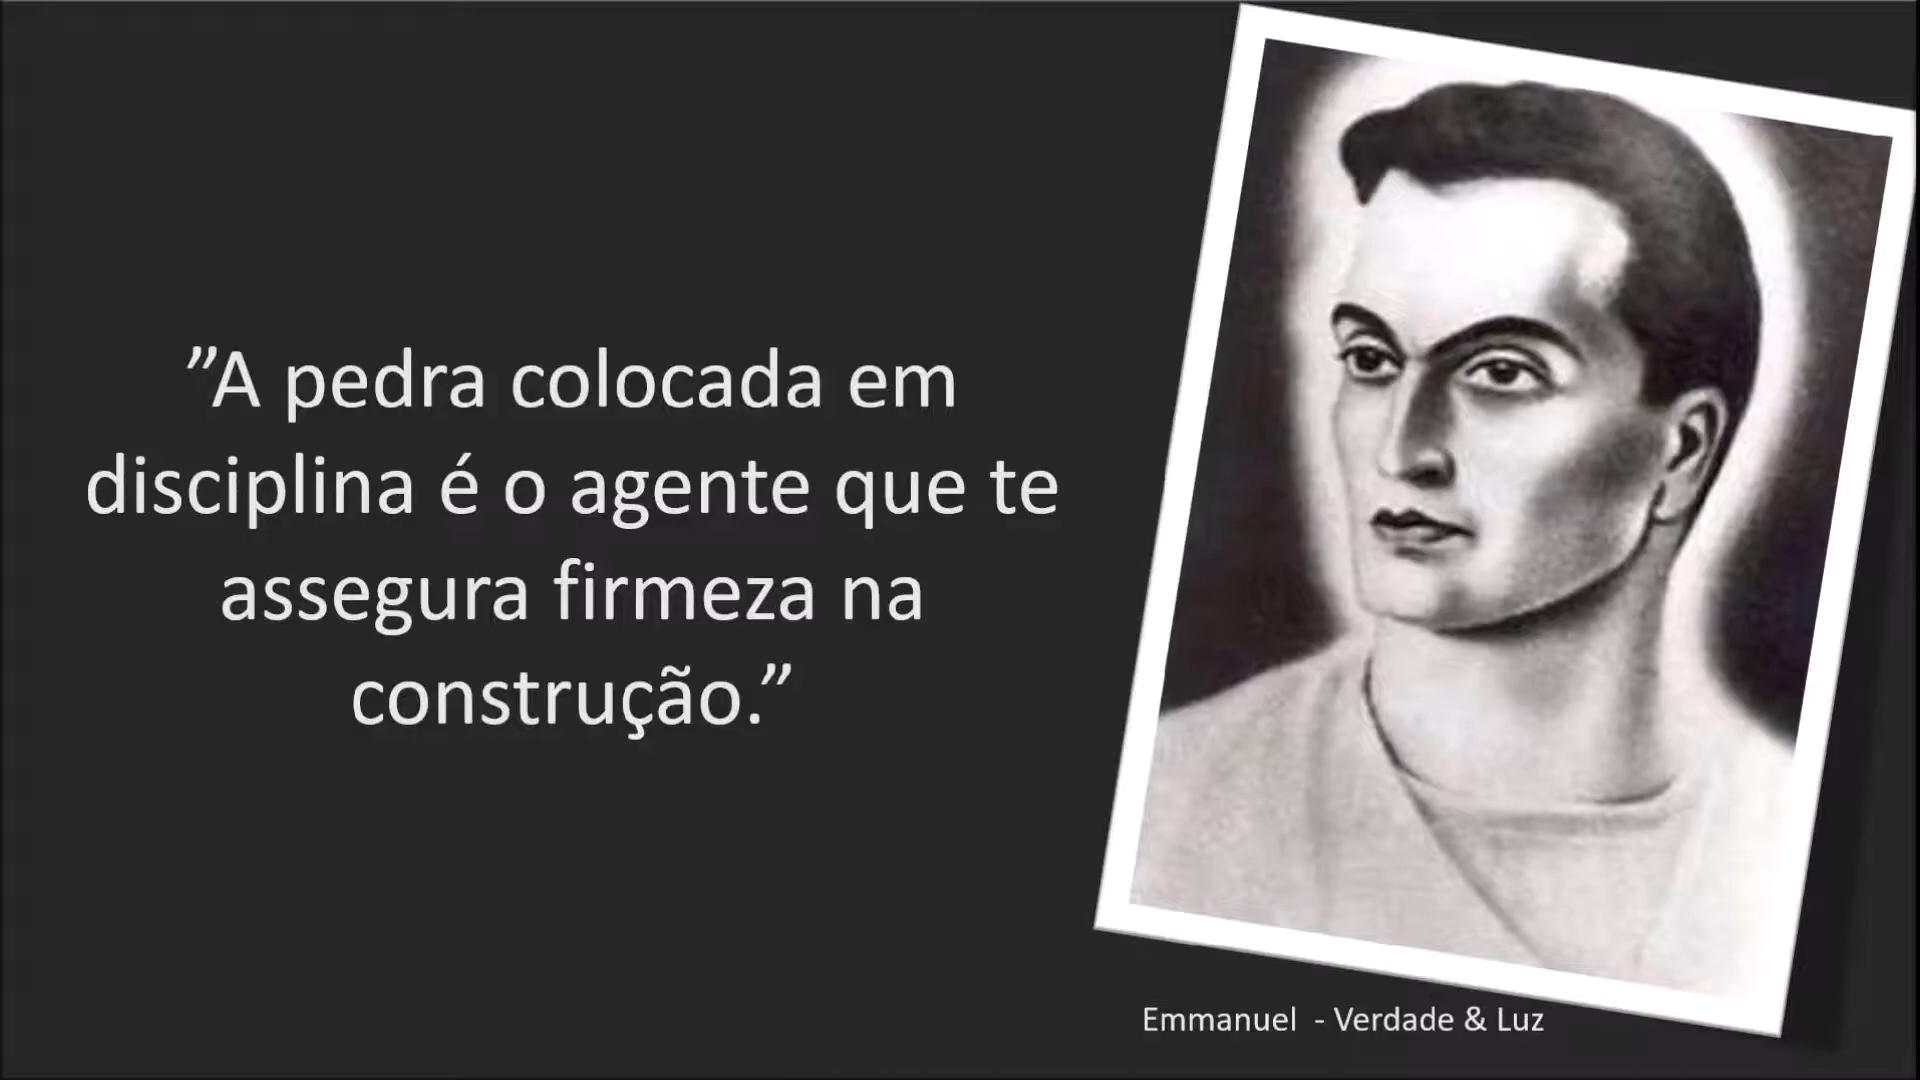 ”A pedra colocada em
disciplina é o agente que te
assegura firmeza na
construção.”
Emmanuel - Verdade & Luz